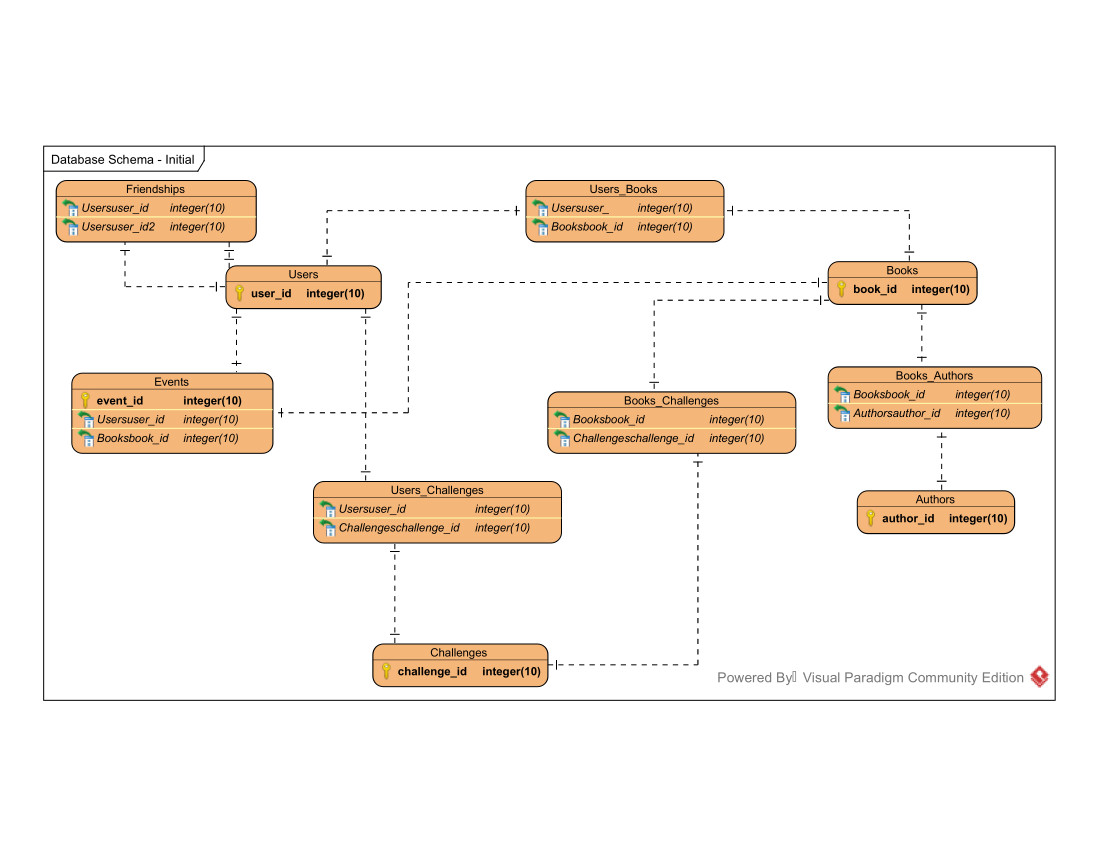 Database Schema - Initial
Friendships
Usersuser_id integer(10)
Usersuser_id2 integer(10)
Users_Books
Usersuser_ integer(10)
Booksbook_id integer(10)
Users
user_id integer(10)
Books
book_id integer(10)
Events
event_id integer(10)
Usersuser_id integer(10)
Booksbook_id integer(10)
Books_Challenges
Booksbook_id integer(10)
Challengeschallenge_id integer(10)
Books_Authors
Booksbook_id integer(10)
Authorsauthor_id integer(10)
Users_Challenges
Usersuser_id integer(10)
Challengeschallenge_id integer(10)
Authors
author_id integer(10)
Challenges
challenge_id integer(10)
Powered By Visual Paradigm Community Edition